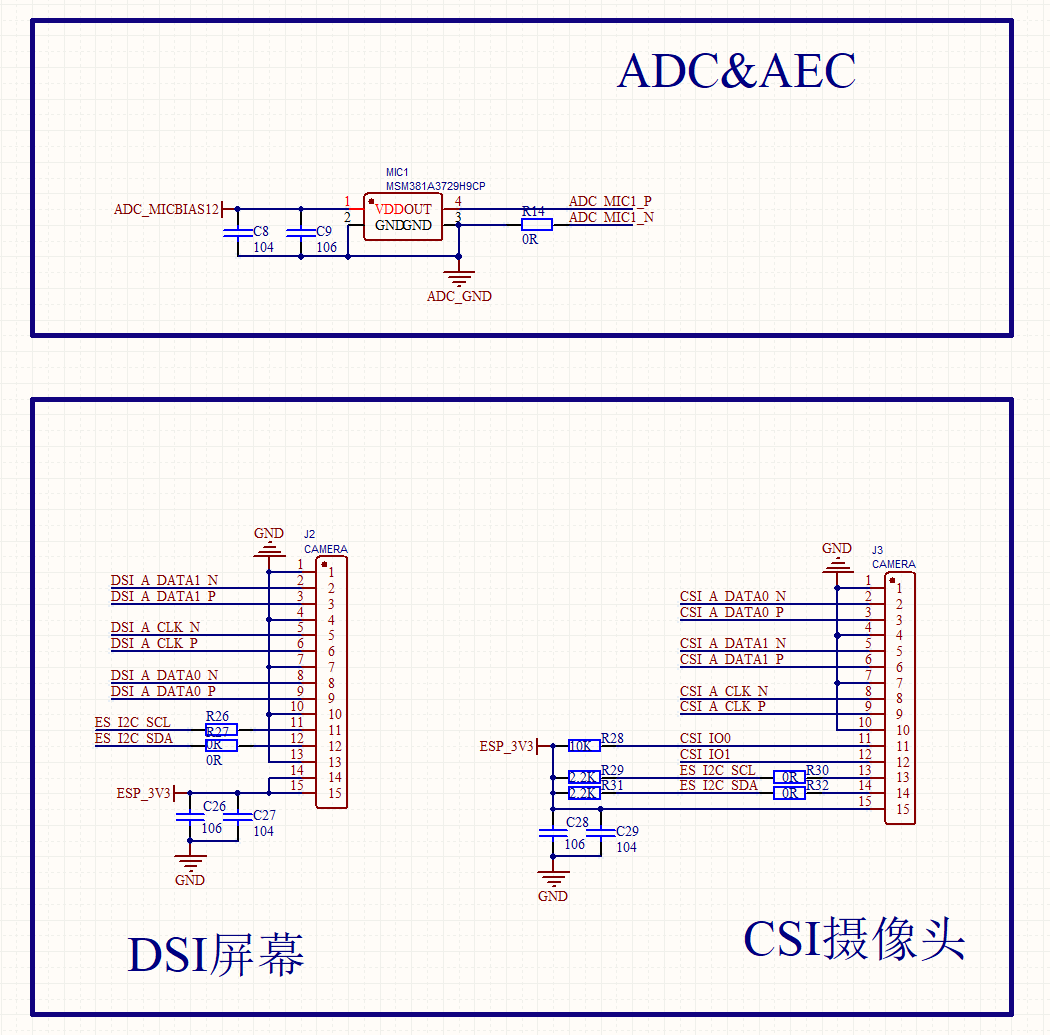 ADC&AEC
MIC1
MSM381A3729H9CP
ADC_MICBIAS12
1
VDD
OUT
4
ADC_MIC1_P
2
GND
GND
3
R14
ADC_MIC1_N
0R
C8
104
C9
106
ADC_GND
GND
J2
CAMERA
1
1
DSI_A_DATA1_N
2
2
DSI_A_DATA1_P
3
3
4
4
DSI_A_CLK_N
5
5
DSI_A_CLK_P
6
6
7
7
DSI_A_DATA0_N
8
8
DSI_A_DATA0_P
9
9
10
10
ES_I2C_SCL
R26
11
11
ES_I2C_SDA
R27
0R
12
12
0R
13
13
14
14
ESP_3V3
15
15
C26
106
C27
104
GND
DSI屏幕
GND
J3
CAMERA
1
1
CSI_A_DATA0_N
2
2
CSI_A_DATA0_P
3
3
4
4
CSI_A_DATA1_N
5
5
CSI_A_DATA1_P
6
6
7
7
CSI_A_CLK_N
8
8
CSI_A_CLK_P
9
9
10
10
ESP_3V3
10K
R28
CSI_IO0
11
11
CSI_IO1
12
12
2.2K
R29
ES_I2C_SCL
0R
R30
13
13
2.2K
R31
ES_I2C_SDA
0R
R32
14
14
15
15
C28
106
C29
104
GND
CSI摄像头